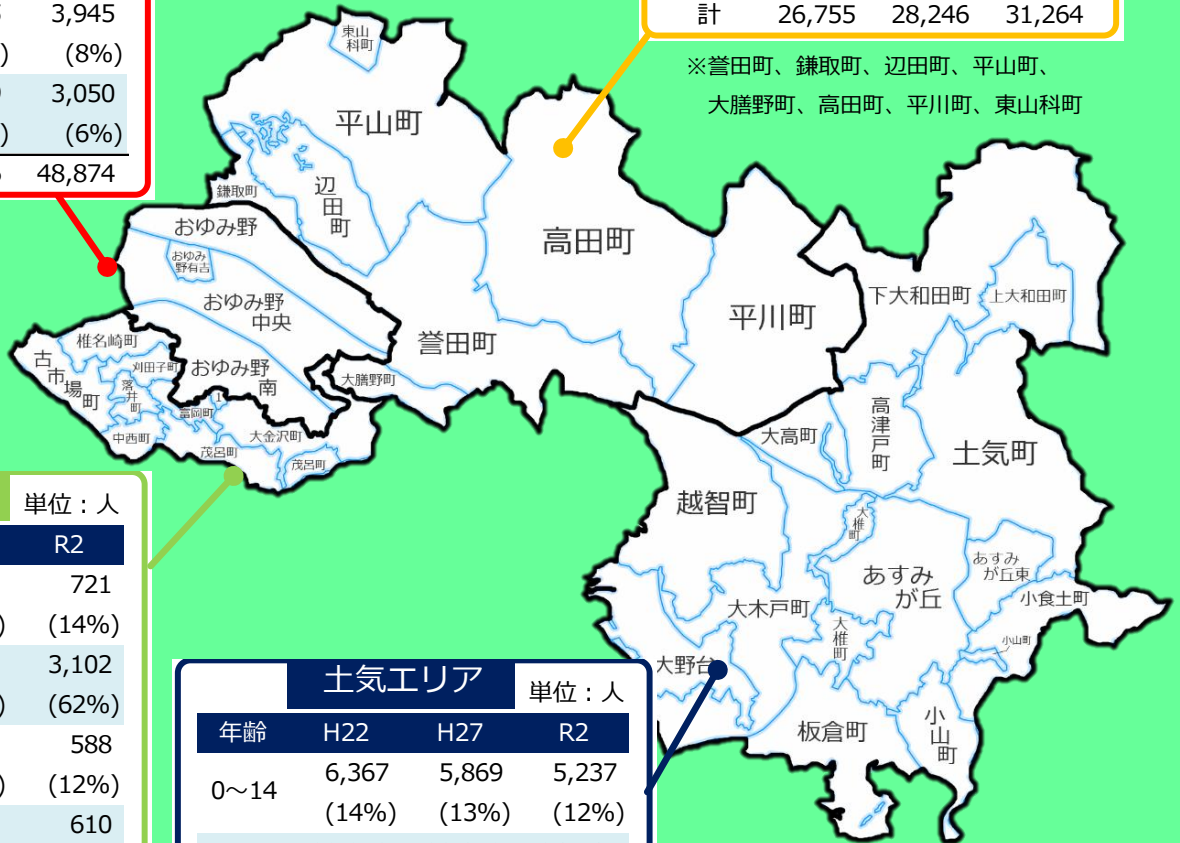 3,945
(8%)
3,050
(6%)
48,874
計 26,755 28,246 31,264
※誉田町、鎌取町、辺田町、平山町、
大膳野町、高田町、平川町、東山科町
東山
科町
平山町
鎌取町
辺
田
町
高田町
おゆみ野
おゆみ
野有吉
おゆみ野
中央
おゆみ野
南
誉田町
平川町
大膳野町
下大和田町
上大和田町
椎名崎町
古
市
場
町
刈田子町
落
井
町
富岡町
中西町
大金沢町
茂呂町
茂呂町
大高町
高
津
戸
町
土気町
越智町
大
椎
町
あすみ
が丘
あすみ
が丘東
小食土町
大木戸町
大
椎
町
小山町
大野台
板倉町
小
山
町
単位：人
R2
721
(14%)
3,102
(62%)
588
(12%)
610
土気エリア 単位：人
年齢 H22 H27 R2
0～14 6,367 5,869 5,237
(14%) (13%) (12%)